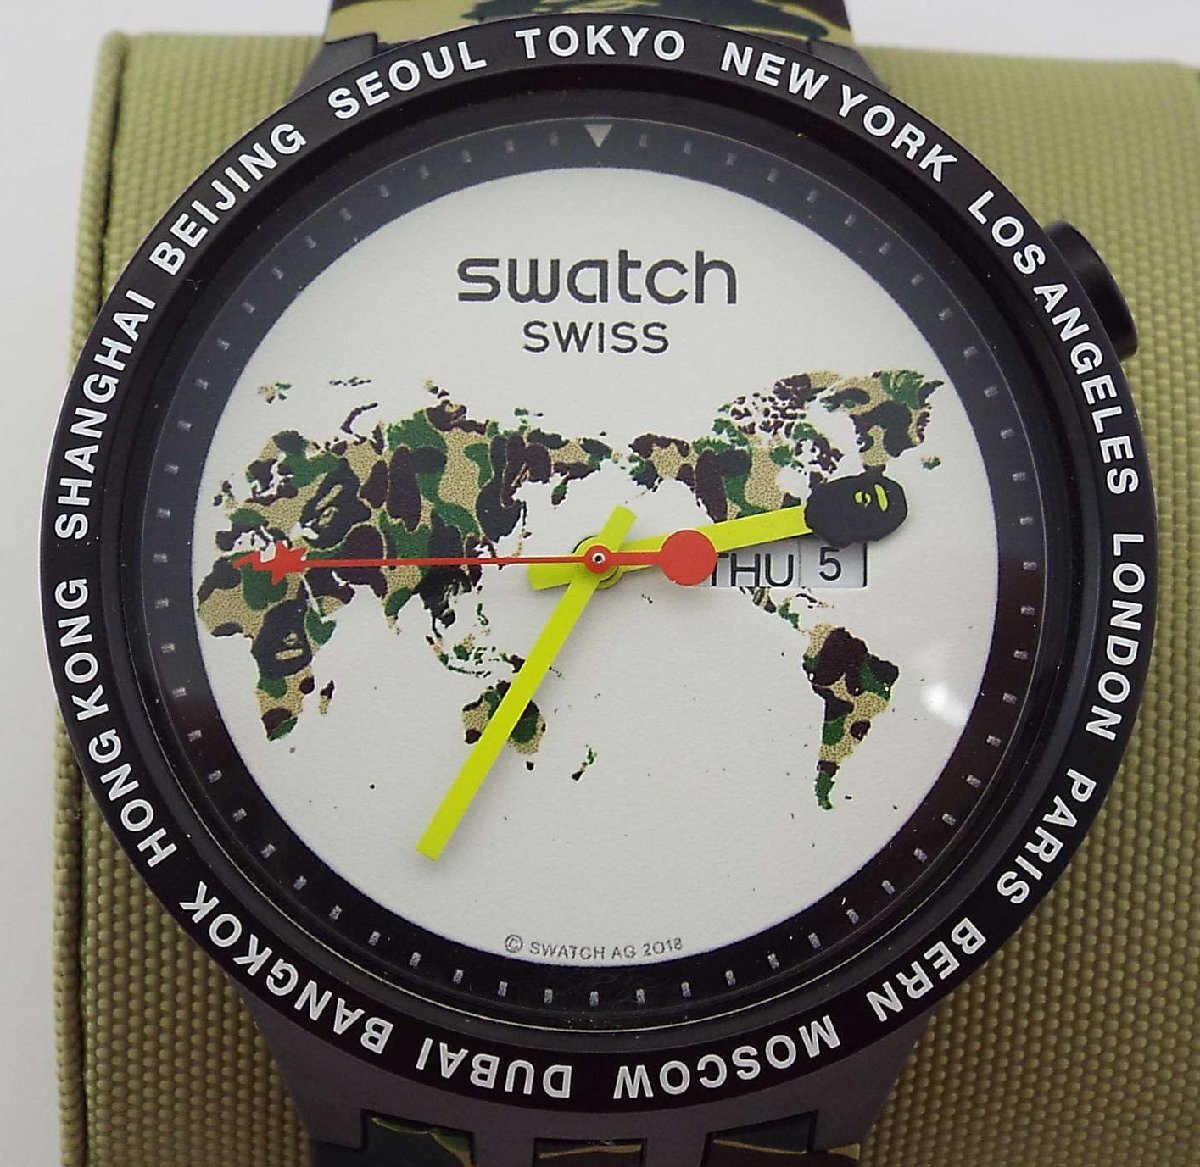 TOKYO NEW YORK LOS ANGELES LONDON PARIS BERN MOSCOW DUBAI BANGKOK HONG KONG SHANGHAI BEIJING SEOUL
swatch
SWISS
THU 5
© SWATCH AG 2018